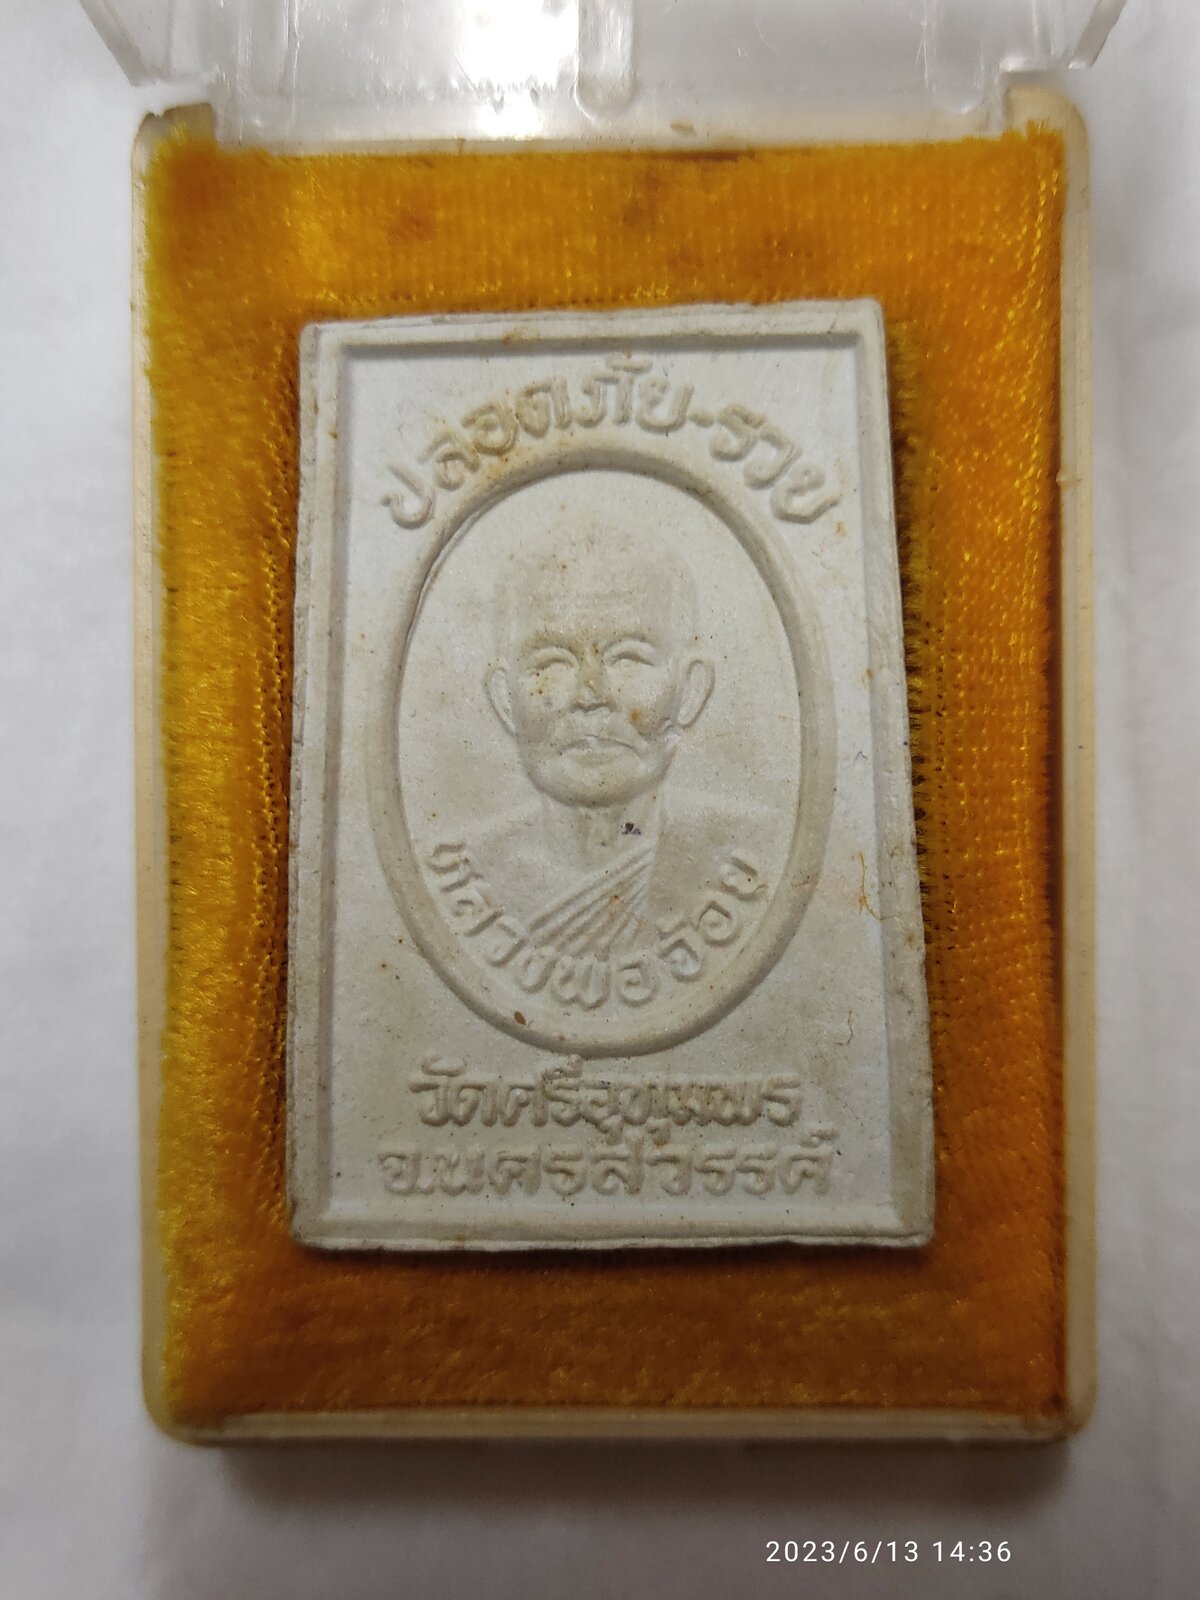 ปลอดภัย-รวย
หลวงพ่อจ้อย
วัดศรีอุทุมพร
จ.นครสวรรค์
2023/6/13 14:36